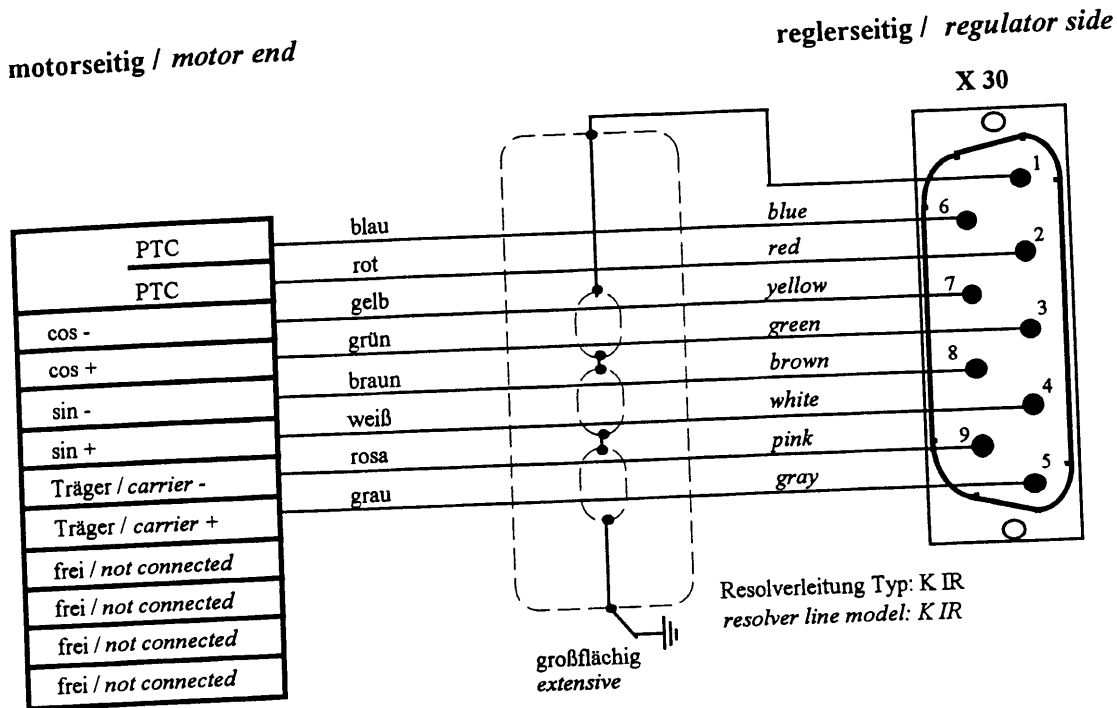 motorseitig / motor end
reglerseitig / regulator side
X 30
PTC
PTC
cos -
cos +
sin -
sin +
Träger / carrier -
Träger / carrier +
frei / not connected
frei / not connected
frei / not connected
frei / not connected
blau
rot
gelb
grün
braun
weiß
rosa
grau
blue
red
yellow
green
brown
white
pink
gray
1
6
2
7
3
8
4
9
5
Resolverleitung Typ: K IR
resolver line model: K IR
großflächig
extensive